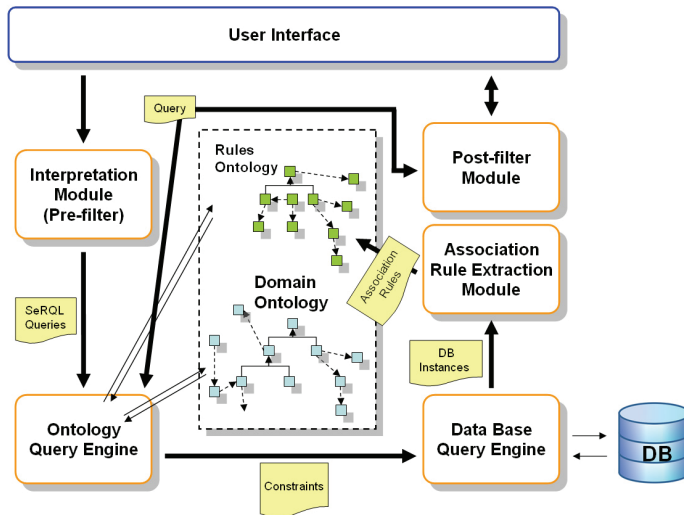 User Interface
Query
Interpretation
Module
(Pre-filter)
Rules
Ontology
Post-filter
Module
Association
Rule Extraction
Module
Association
Rules
Domain
Ontology
SeRQL
Queries
DB
Instances
Ontology
Query Engine
Data Base
Query Engine
DB
Constraints